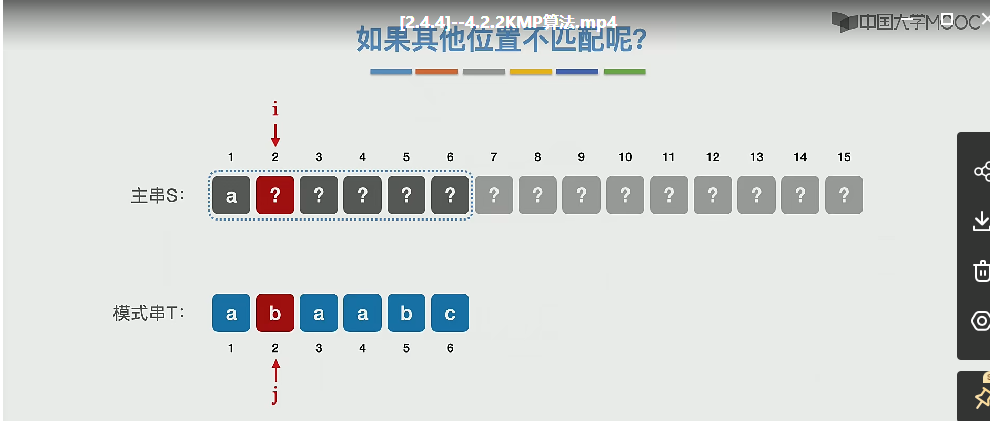 [2.4.4]--4.2.2KMP算法.mp4
中国大学MOOC
如果其他位置不匹配呢?
i
1 2 3 4 5 6 7 8 9 10 11 12 13 14 15
主串S: a ? ? ? ? ? ? ? ? ? ? ? ? ? ?
模式串T: a b a a b c
1 2 3 4 5 6
j